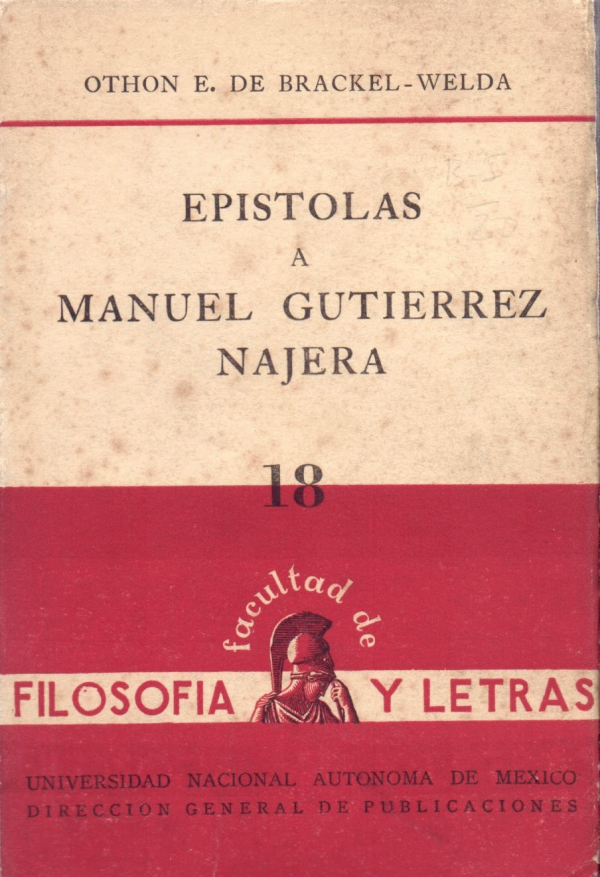 OTHON E. DE BRACKEL-WELDA
EPISTOLAS
A
MANUEL GUTIERREZ
NAJERA
18
facultad de
FILOSOFIA Y LETRAS
UNIVERSIDAD NACIONAL AUTONOMA DE MEXICO
DIRECCION GENERAL DE PUBLICACIONES